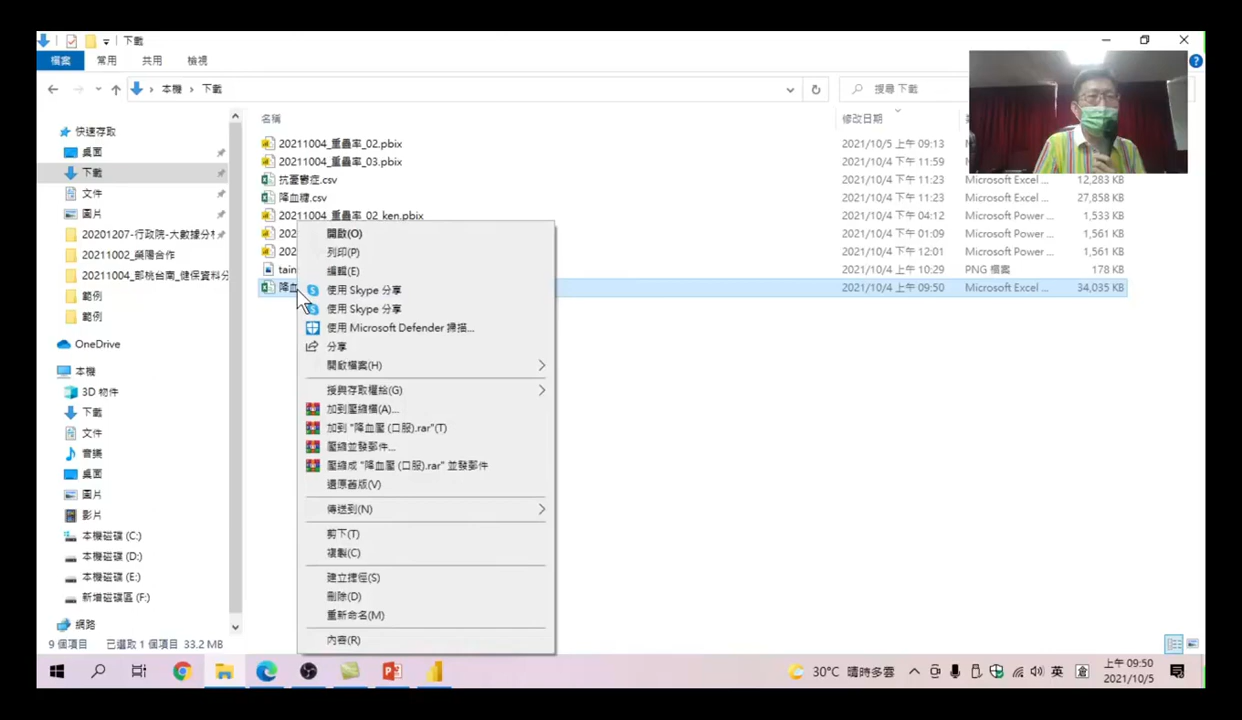 下載
檔案 常用 共用 檢視
本機 › 下載
搜尋 下載
快速存取
桌面
下載
文件
圖片
20201207-行政院-大數據分
20211002_榮陽合作
20211004_郵桃台南_健保資料分
範例
範例
OneDrive
本機
3D 物件
下載
文件
音樂
桌面
圖片
影片
本機磁碟 (C:)
本機磁碟 (D:)
本機磁碟 (E:)
新增磁碟區 (F:)
網路
名稱 修改日期
20211004_重疊率_02.pbix 2021/10/5 上午 09:13
20211004_重疊率_03.pbix 2021/10/4 上午 11:59
抗憂鬱症.csv 2021/10/4 上午 11:23 Microsoft Excel ... 12,283 KB
降血糖.csv 2021/10/4 上午 11:23 Microsoft Excel ... 27,858 KB
20211004_重疊率_02_ken.pbix 2021/10/4 下午 04:12 Microsoft Power ... 1,533 KB
202 2021/10/4 下午 01:09 Microsoft Power ... 1,561 KB
202 2021/10/4 下午 12:01 Microsoft Power ... 1,561 KB
tain 2021/10/4 上午 10:29 PNG 檔案 178 KB
降血 2021/10/4 上午 09:50 Microsoft Excel ... 34,035 KB
開啟(O)
列印(P)
編輯(E)
使用 Skype 分享
使用 Skype 分享
使用 Microsoft Defender 掃描...
分享
開啟檔案(H)
授與存取權給(G)
加到壓縮檔(A)...
加到 "降血壓 (口服).rar"(T)
壓縮並發郵件...
壓縮成 "降血壓 (口服).rar" 並發郵件
還原舊版(V)
傳送到(N)
剪下(T)
複製(C)
建立捷徑(S)
刪除(D)
重新命名(M)
內容(R)
9 個項目 已選取 1 個項目 33.2 MB
30°C 晴時多雲
英
倉
上午 09:50
2021/10/5